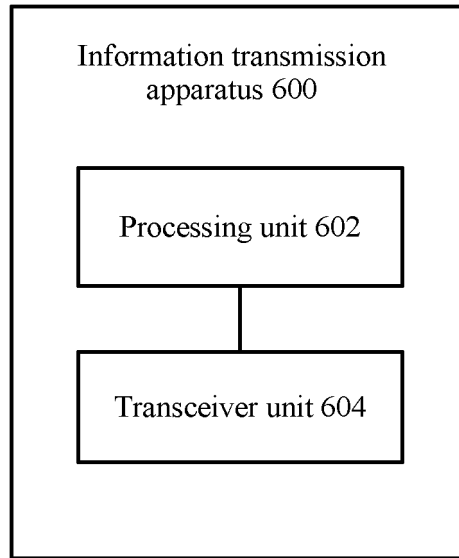 Information transmission
apparatus 600
Processing unit 602
Transceiver unit 604